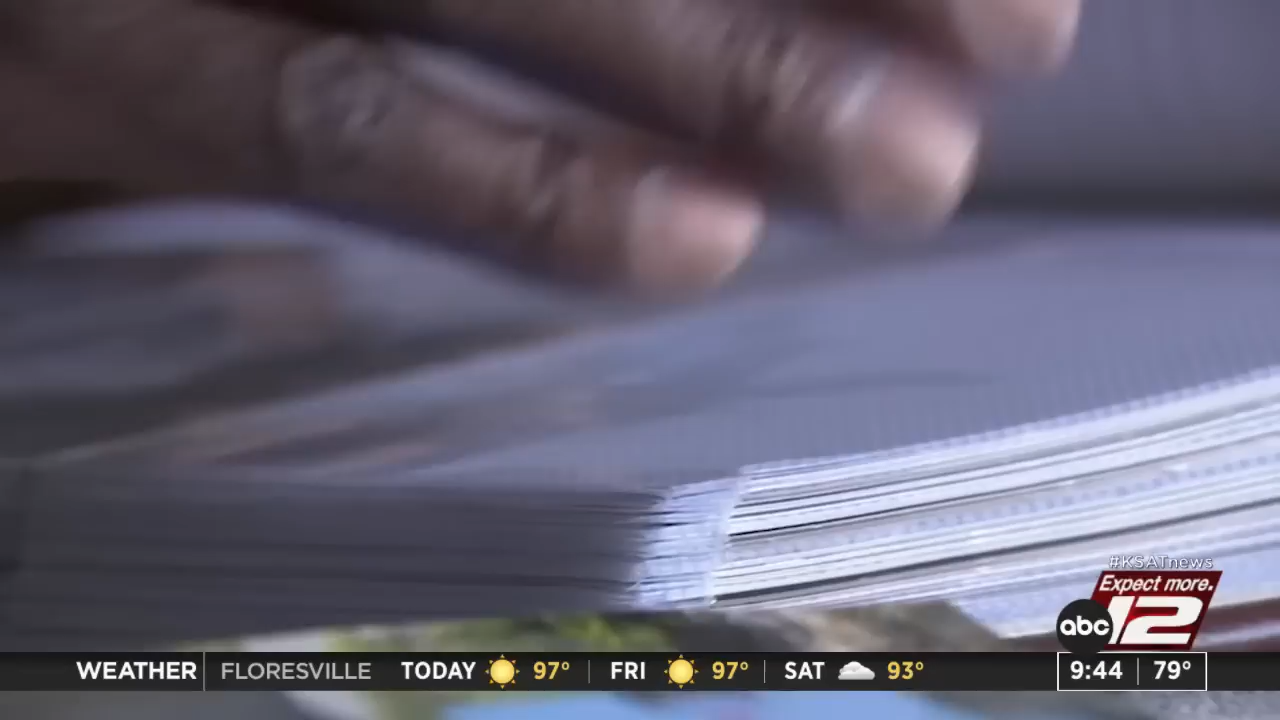 #KSATnews
Expect more.
abc 12
WEATHER FLORESVILLE TODAY 97° FRI 97° SAT 93° 9:44 79°